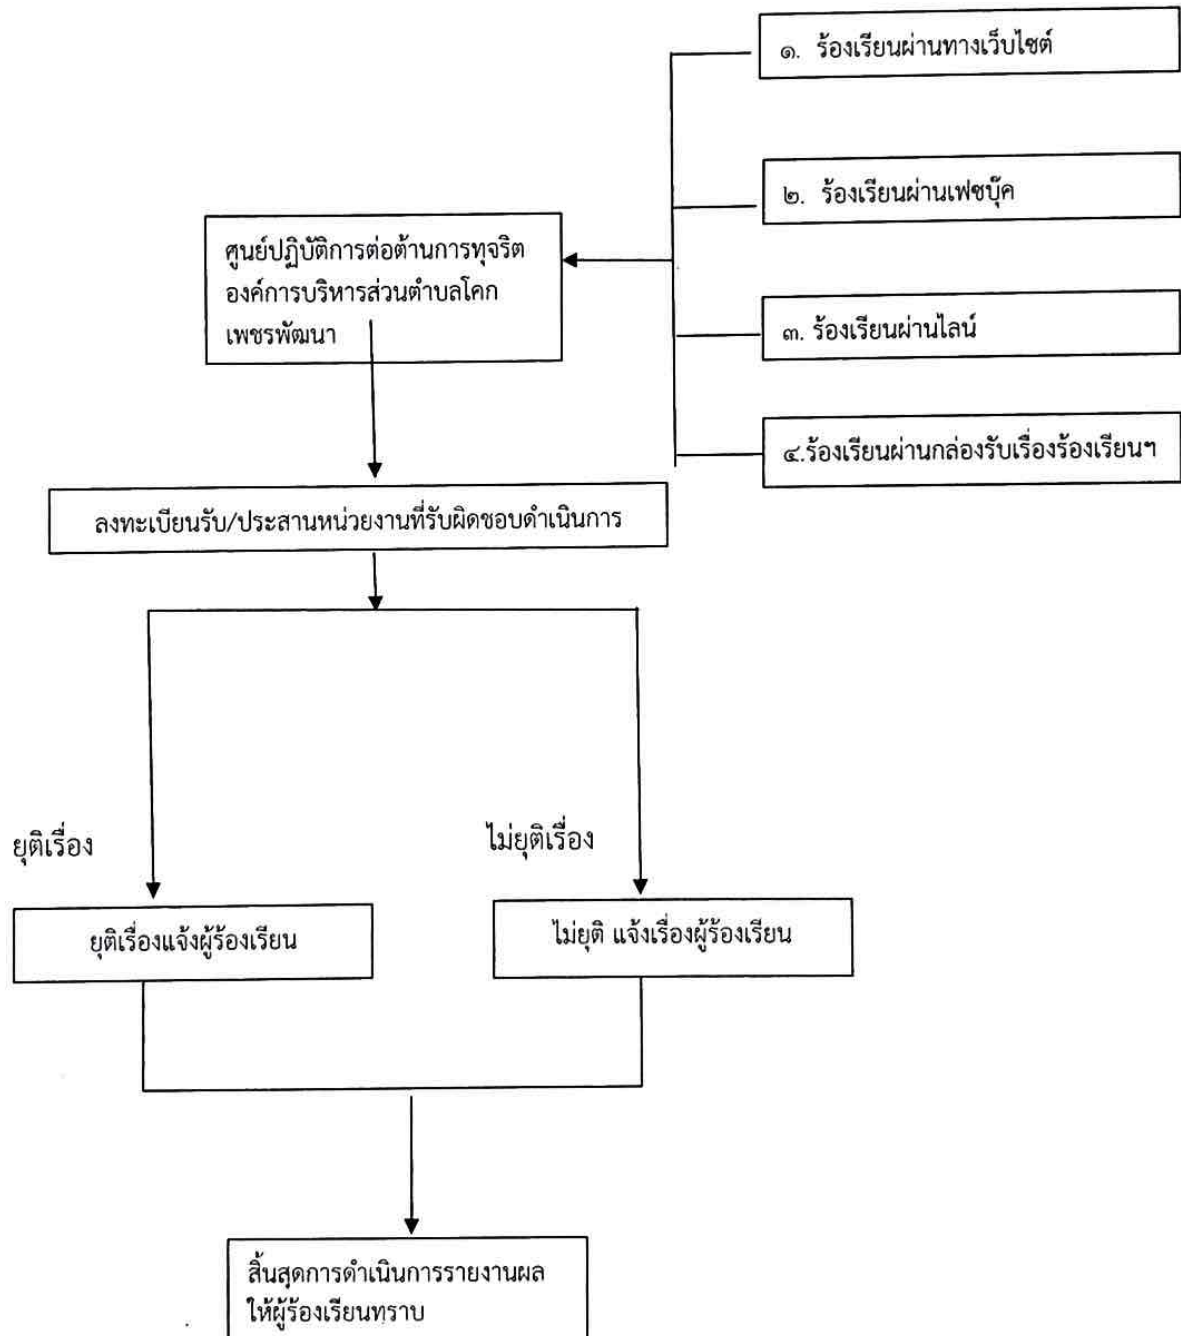 ๑. ร้องเรียนผ่านทางเว็บไซต์
๒. ร้องเรียนผ่านเฟซบุ๊ค
ศูนย์ปฏิบัติการต่อต้านการทุจริต
องค์การบริหารส่วนตำบลโคก
เพชรพัฒนา
๓. ร้องเรียนผ่านไลน์
๔.ร้องเรียนผ่านกล่องรับเรื่องร้องเรียนฯ
ลงทะเบียนรับ/ประสานหน่วยงานที่รับผิดชอบดำเนินการ
ยุติเรื่อง
ไม่ยุติเรื่อง
ยุติเรื่องแจ้งผู้ร้องเรียน
ไม่ยุติ แจ้งเรื่องผู้ร้องเรียน
สิ้นสุดการดำเนินการรายงานผล
ให้ผู้ร้องเรียนทราบ